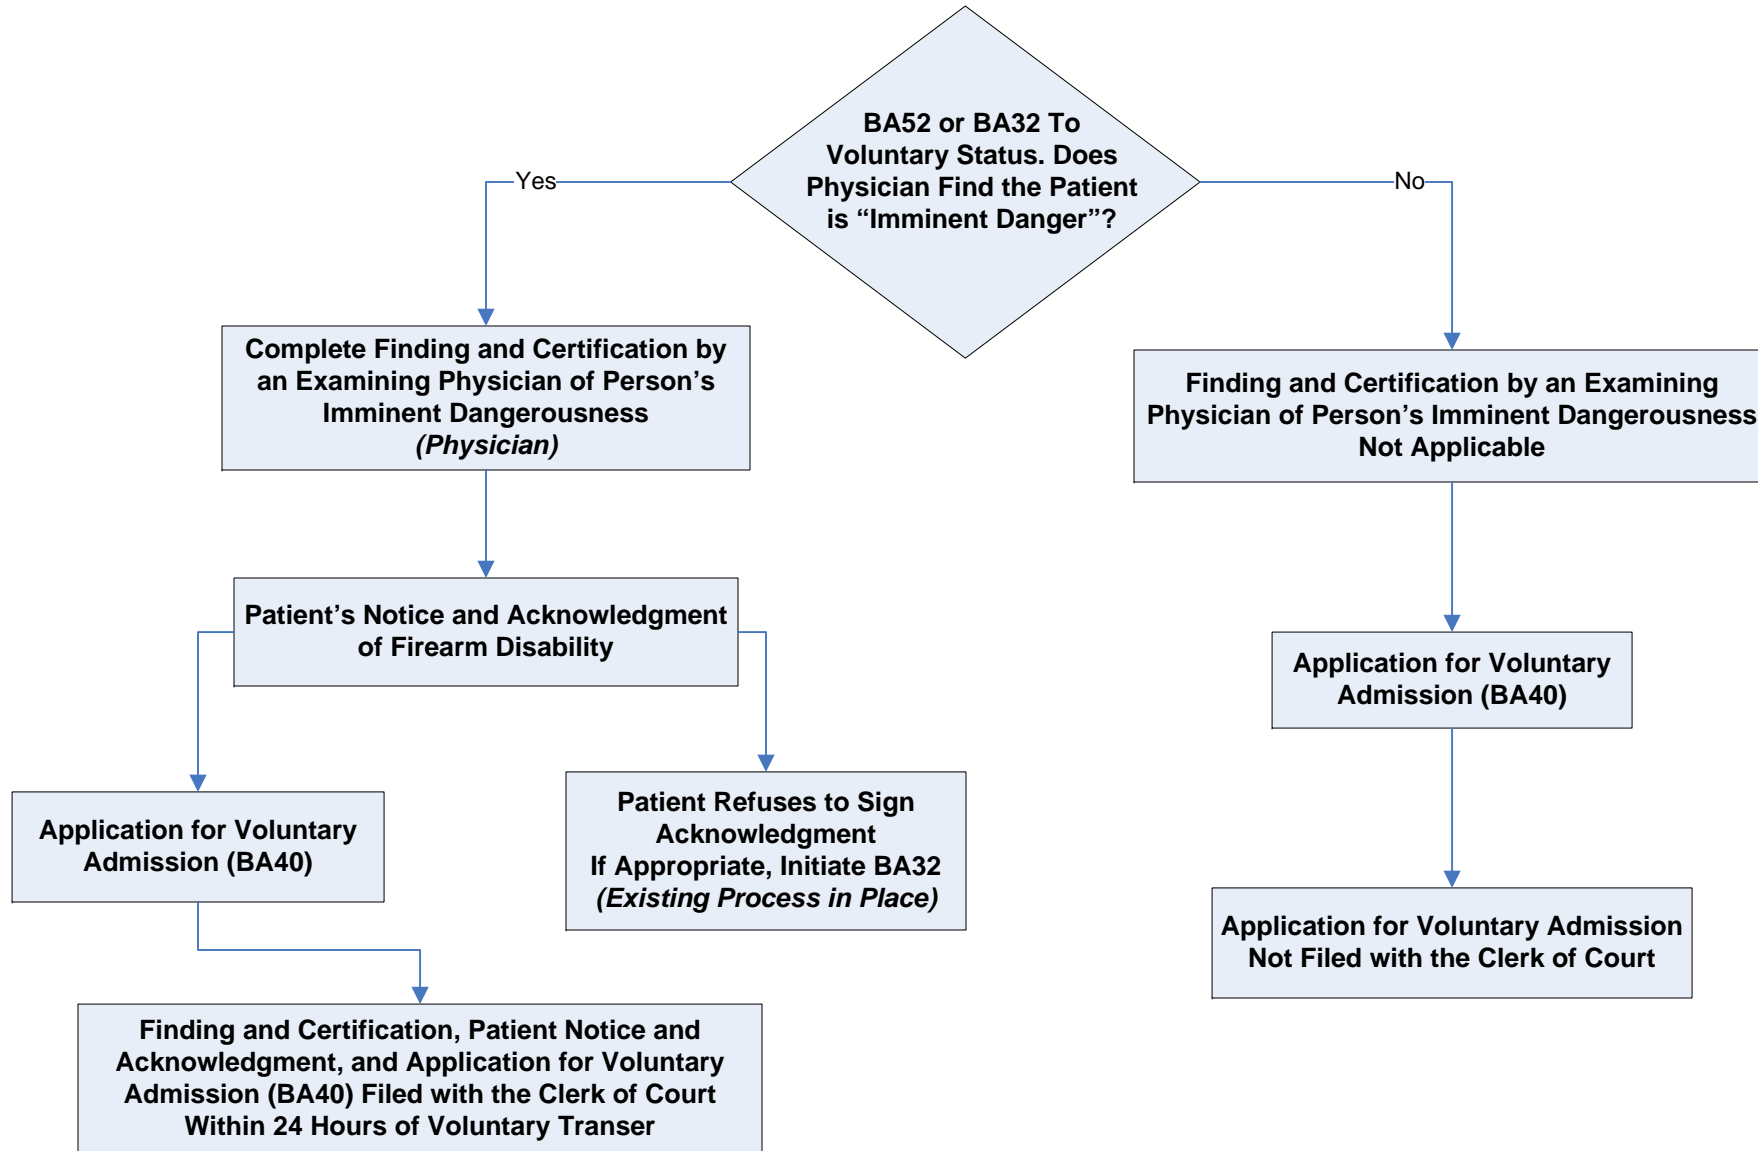 BA52 or BA32 To
Voluntary Status. Does
Physician Find the Patient
is “Imminent Danger”?
Yes
No
Complete Finding and Certification by
an Examining Physician of Person’s
Imminent Dangerousness
(Physician)
Finding and Certification by an Examining
Physician of Person’s Imminent Dangerousness
Not Applicable
Patient’s Notice and Acknowledgment
of Firearm Disability
Application for Voluntary
Admission (BA40)
Application for Voluntary
Admission (BA40)
Patient Refuses to Sign
Acknowledgment
If Appropriate, Initiate BA32
(Existing Process in Place)
Application for Voluntary Admission
Not Filed with the Clerk of Court
Finding and Certification, Patient Notice and
Acknowledgment, and Application for Voluntary
Admission (BA40) Filed with the Clerk of Court
Within 24 Hours of Voluntary Transer